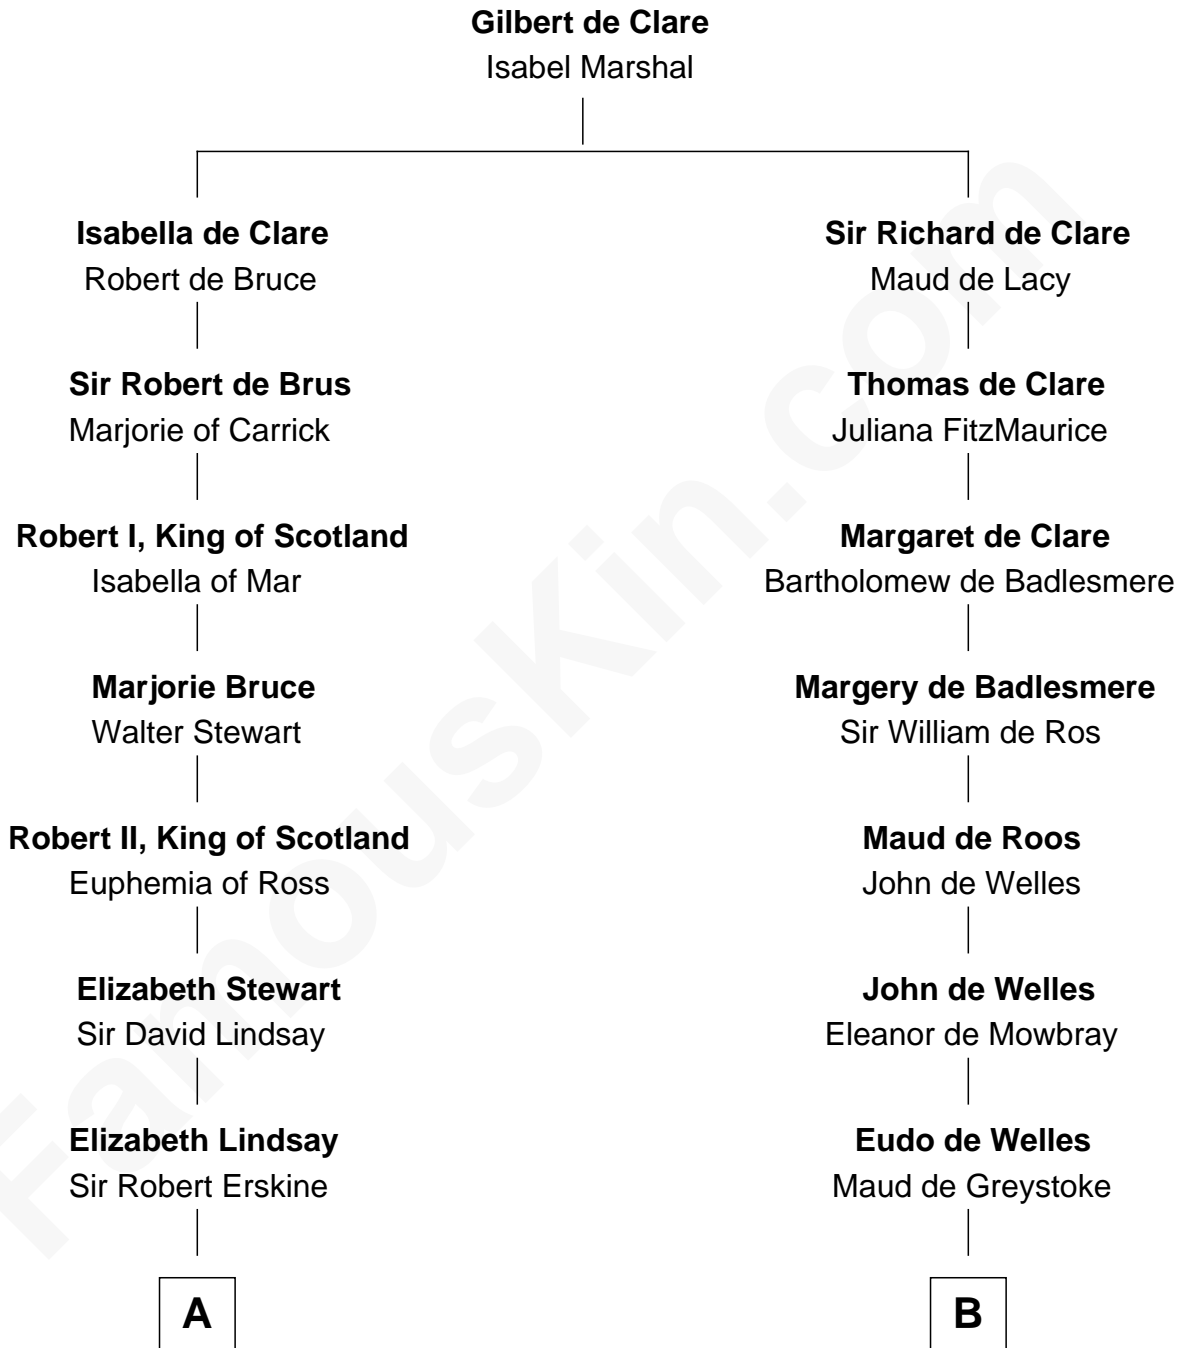 Gilbert de Clare
Isabel Marshal
Isabella de Clare
Robert de Bruce
Sir Richard de Clare
Maud de Lacy
Sir Robert de Brus
Marjorie of Carrick
Thomas de Clare
Juliana FitzMaurice
Robert I, King of Scotland
Isabella of Mar
Margaret de Clare
Bartholomew de Badlesmere
Marjorie Bruce
Walter Stewart
Margery de Badlesmere
Sir William de Ros
Robert II, King of Scotland
Euphemia of Ross
Maud de Roos
John de Welles
Elizabeth Stewart
Sir David Lindsay
John de Welles
Eleanor de Mowbray
Elizabeth Lindsay
Sir Robert Erskine
Eudo de Welles
Maud de Greystoke
A
B
FamousKin.com